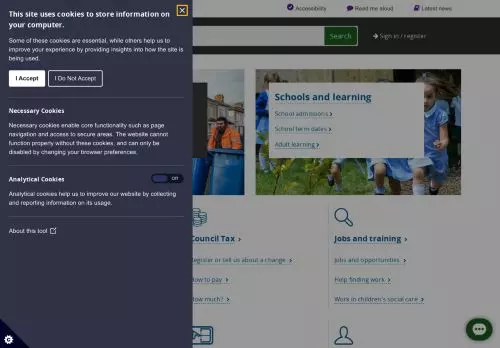 This site uses cookies to store information on
your computer.
Some of these cookies are essential, while others help us to
improve your experience by providing insights into how the site is
being used.
I Accept
I Do Not Accept
Necessary Cookies
Necessary cookies enable core functionality such as page
navigation and access to secure areas. The website cannot
function properly without these cookies, and can only be
disabled by changing your browser preferences.
Analytical Cookies
Off
Analytical cookies help us to improve our website by collecting
and reporting information on its usage.
About this tool
Accessibility
Read me aloud
Latest news
Search
Sign in / register
Schools and learning
School admissions
School term dates
Adult learning
Council Tax
Register or tell us about a change
How to pay
How much?
Jobs and training
Jobs and opportunities
Help finding work
Work in children's social care